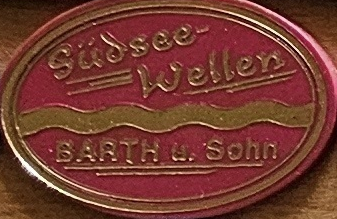 Südsee-
Wellen
BARTH u. Sohn